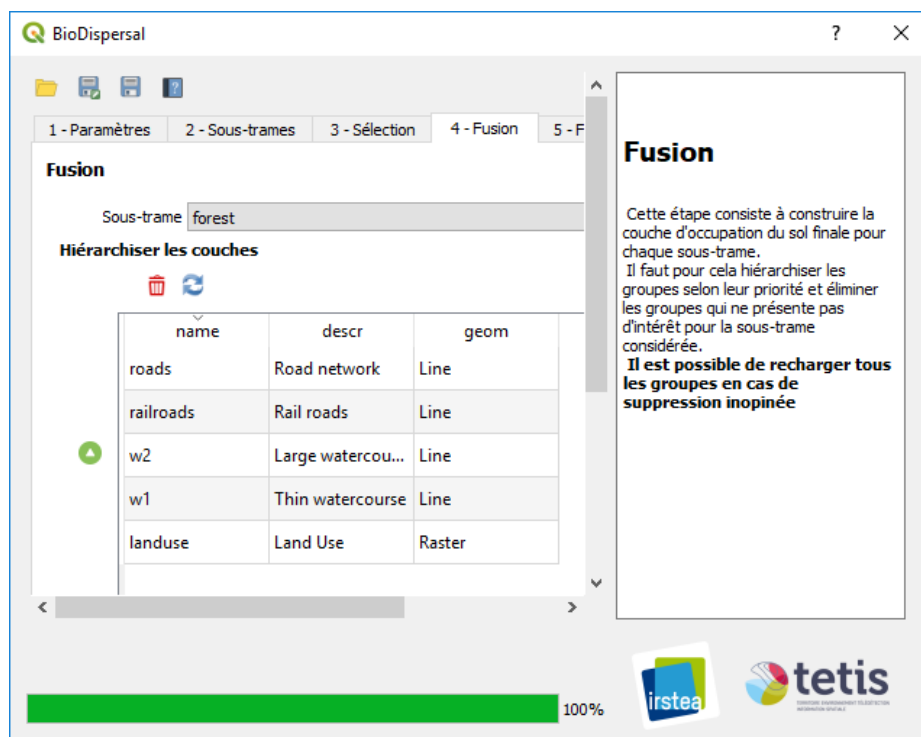 BioDispersal
?
1 - Paramètres 2 - Sous-trames 3 - Sélection 4 - Fusion 5 - F
Fusion
Sous-trame forest
Hiérarchiser les couches
name descr geom
roads Road network Line
railroads Rail roads Line
w2 Large watercou... Line
w1 Thin watercourse Line
landuse Land Use Raster
Fusion
Cette étape consiste à construire la
couche d'occupation du sol finale pour
chaque sous-trame.
Il faut pour cela hiérarchiser les
groupes selon leur priorité et éliminer
les groupes qui ne présente pas
d'intérêt pour la sous-trame
considérée.
Il est possible de recharger tous
les groupes en cas de
suppression inopinée
100%
irstea
tetis
TERRITOIRE ENVIRONNEMENT TÉLÉDÉTECTION
INFORMATION SPATIALE